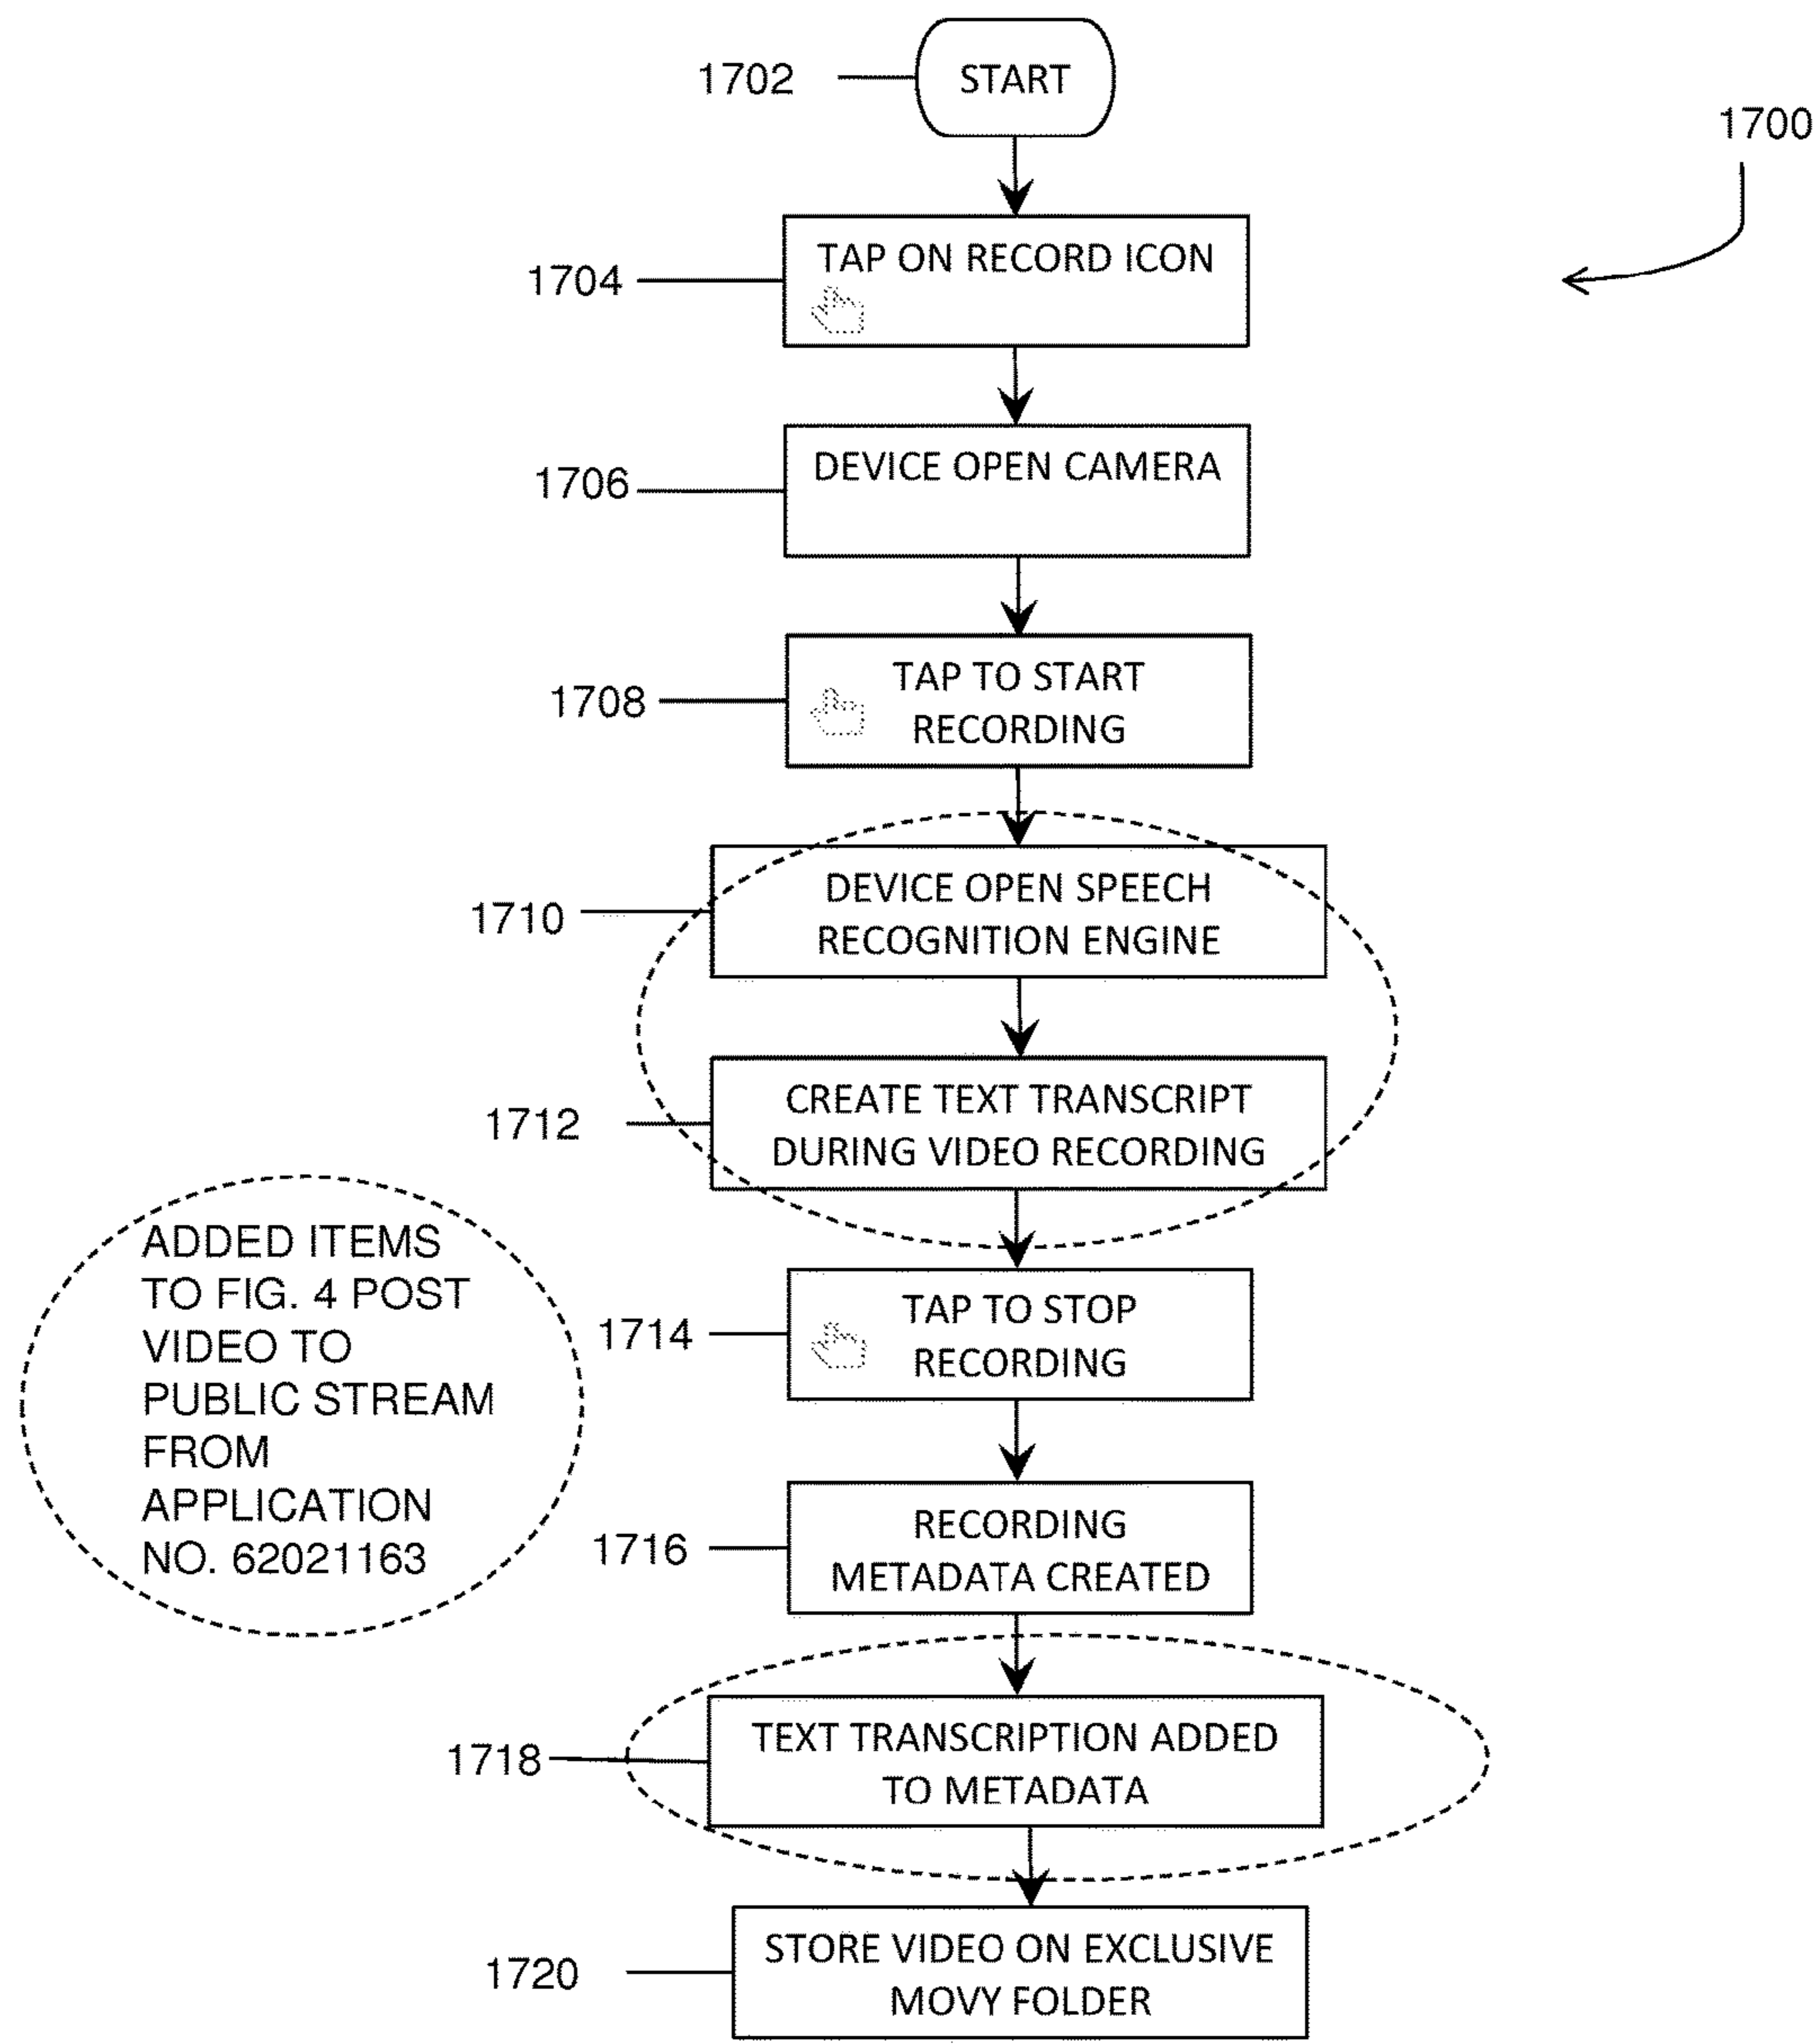 1702
START
1700
1704
TAP ON RECORD ICON
1706
DEVICE OPEN CAMERA
1708
TAP TO START
RECORDING
1710
DEVICE OPEN SPEECH
RECOGNITION ENGINE
1712
CREATE TEXT TRANSCRIPT
DURING VIDEO RECORDING
ADDED ITEMS
TO FIG. 4 POST
VIDEO TO
PUBLIC STREAM
FROM
APPLICATION
NO. 62021163
1714
TAP TO STOP
RECORDING
1716
RECORDING
METADATA CREATED
1718
TEXT TRANSCRIPTION ADDED
TO METADATA
1720
STORE VIDEO ON EXCLUSIVE
MOVY FOLDER